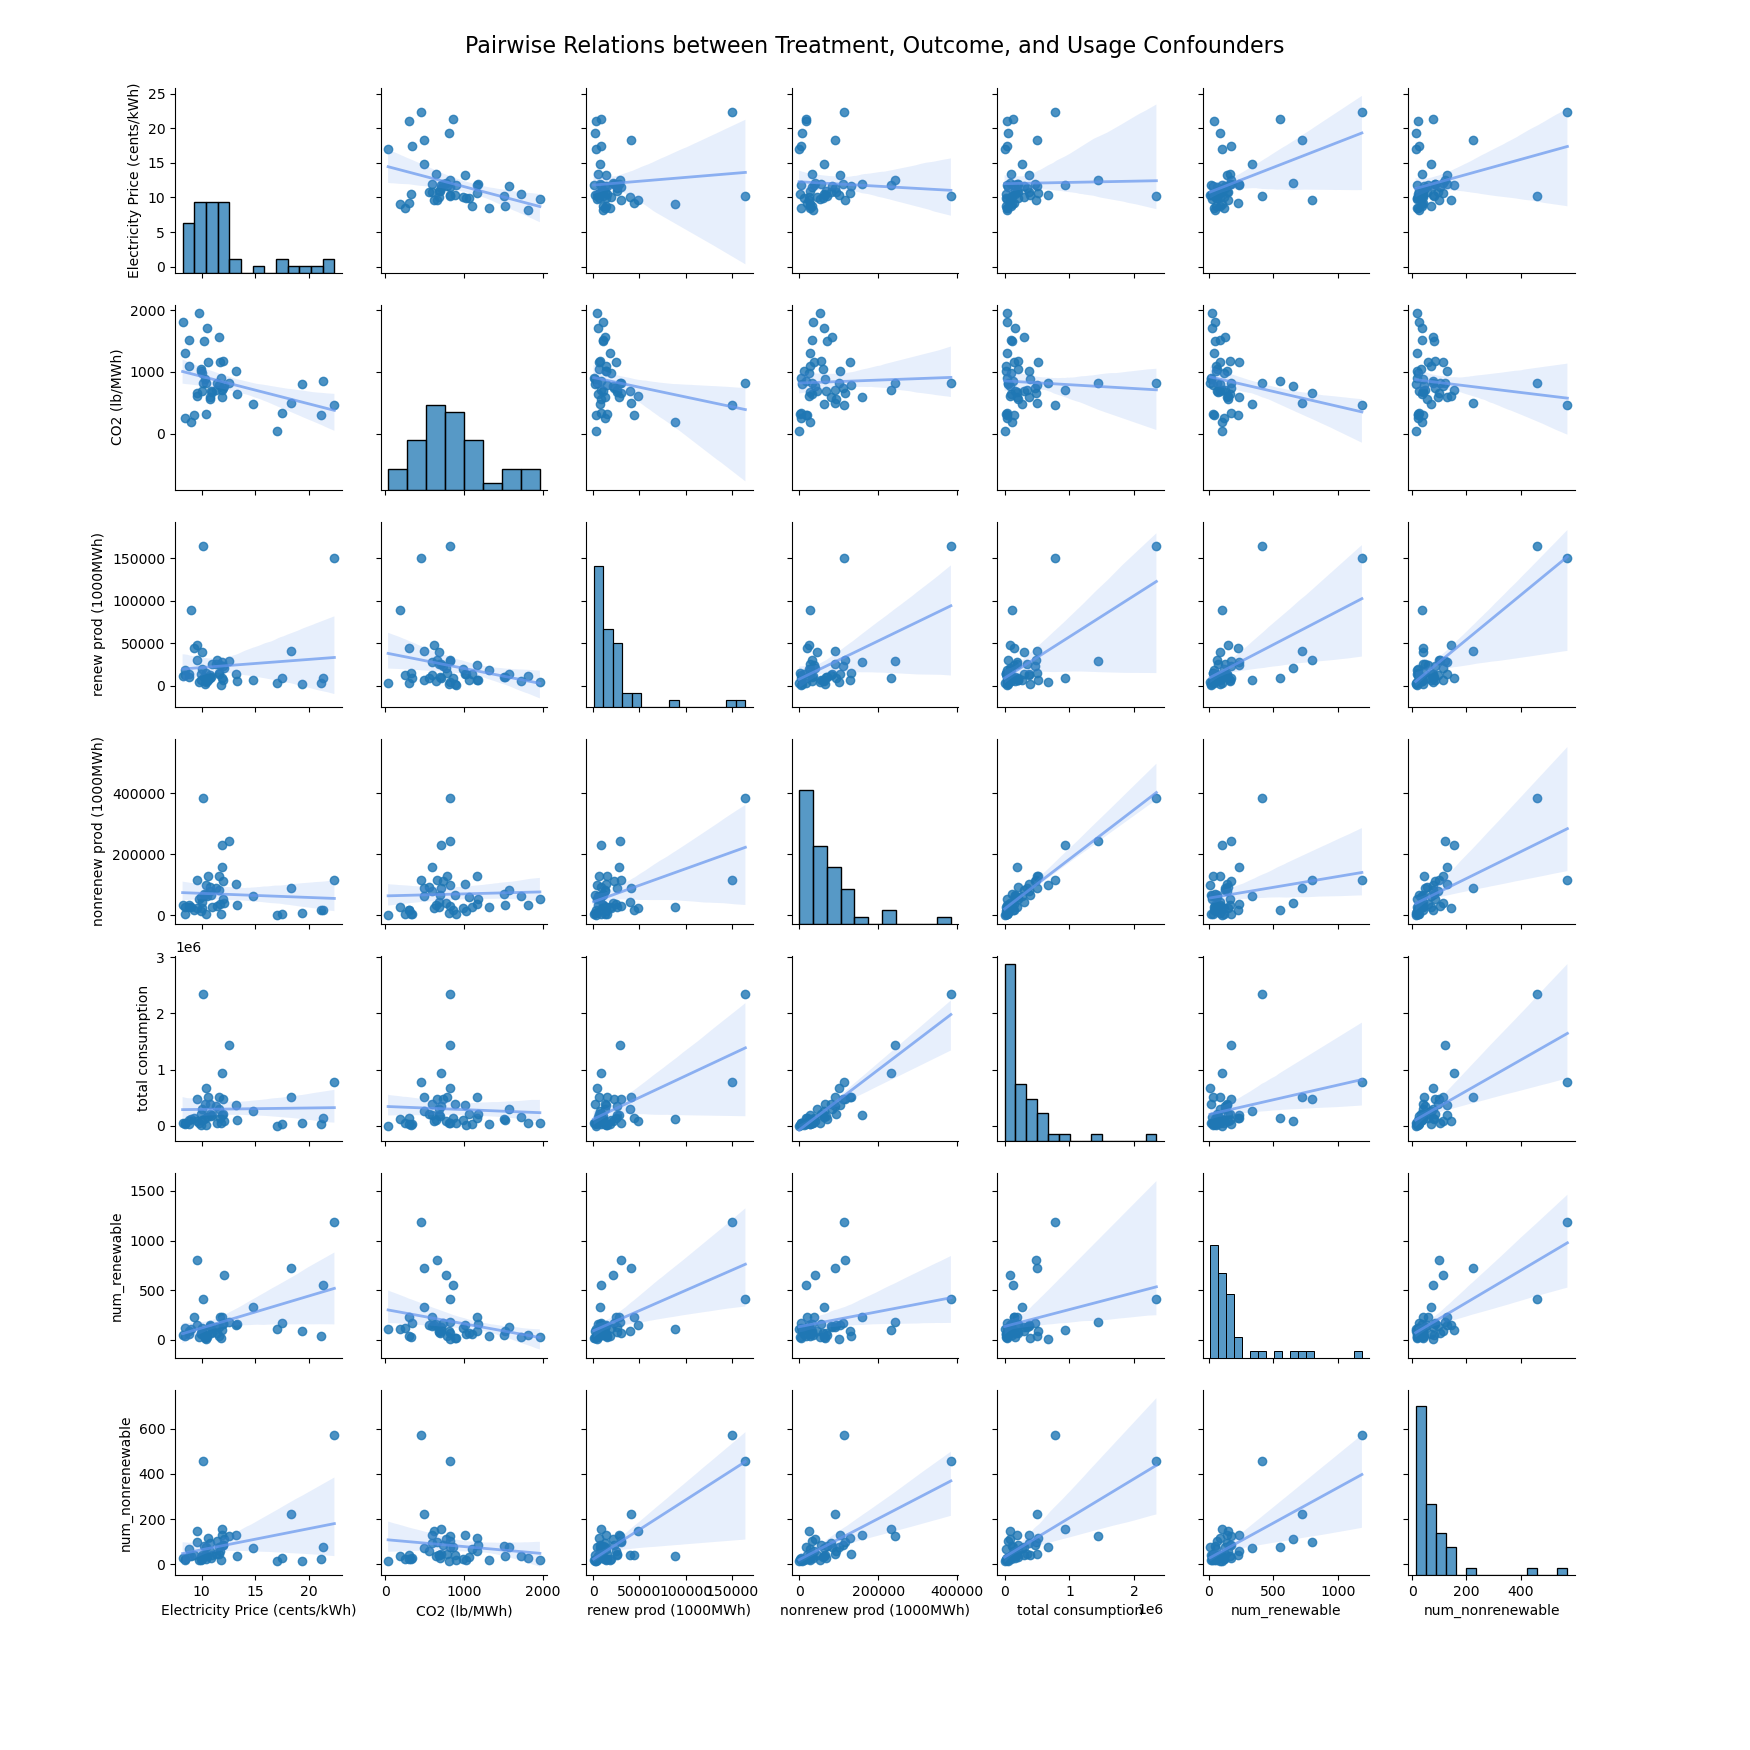 Pairwise Relations between Treatment, Outcome, and Usage Confounders
Electricity Price (cents/kWh)
25
20
15
10
5
0
CO2 (lb/MWh)
2000
1000
0
renew prod (1000MWh)
150000
100000
50000
0
nonrenew prod (1000MWh)
400000
200000
0
1e6
total consumption
3
2
1
0
num_renewable
1500
1000
500
0
num_nonrenewable
600
400
200
0
10 15 20 0 1000 2000 0 50000 100000 150000 0 200000 400000 0 1 2 0 500 1000 0 200 400
Electricity Price (cents/kWh) CO2 (lb/MWh) renew prod (1000MWh) nonrenew prod (1000MWh) total consumption 1e6 num_renewable num_nonrenewable